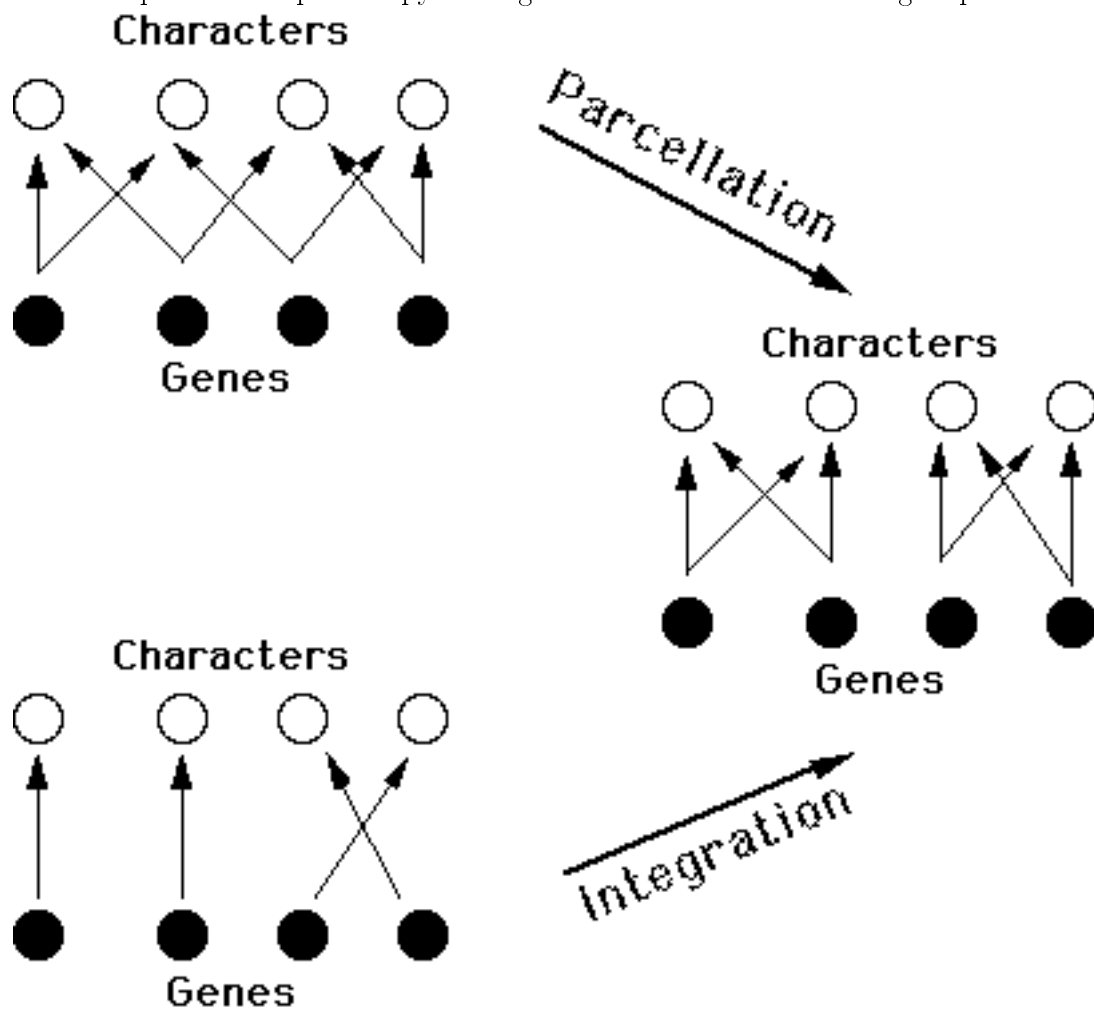 Characters
Parcellation
Genes
Characters
Genes
Characters
Integration
Genes